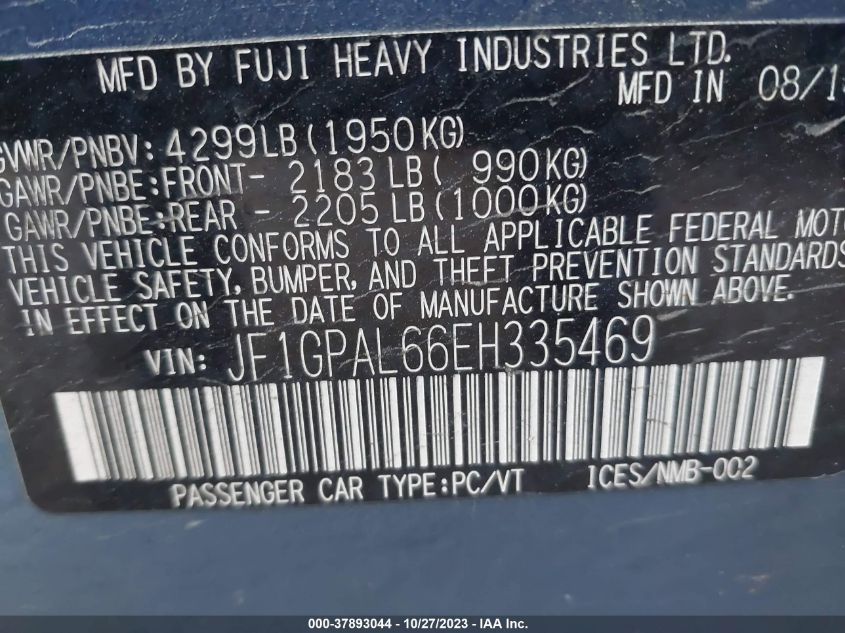 MFD BY FUJI HEAVY INDUSTRIES LTD.
MFD IN 08/1
GVWR/PNBV: 4299LB(1950KG)
GAWR/PNBE:FRONT- 2183 LB( 990KG)
GAWR/PNBE:REAR - 2205 LB(1000KG)
THIS VEHICLE CONFORMS TO ALL APPLICABLE FEDERAL MOT
VEHICLE SAFETY, BUMPER, AND THEFT PREVENTION STANDARDS
IN EFFECT ON THE DATE OF MANUFACTURE SHOWN ABOVE.
VIN: JF1GPAL66EH335469
PASSENGER CAR TYPE:PC/VT ICES/NMB-002
000-37893044 / 10/27/2023 - IAA Inc.